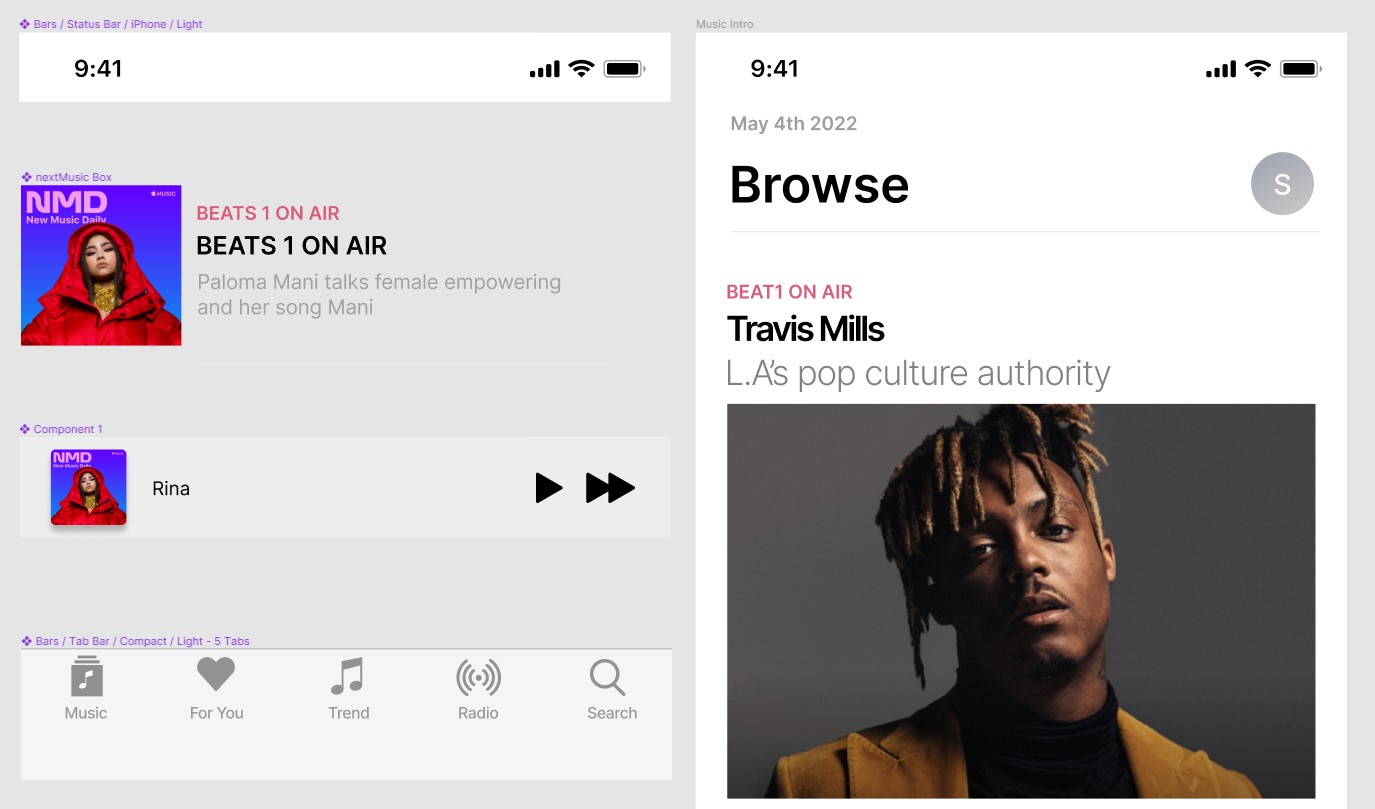 Bars / Status Bar / iPhone / Light
9:41
nextMusic Box
NMD
New Music Daily
MUSIC
BEATS 1 ON AIR
BEATS 1 ON AIR
Paloma Mani talks female empowering
and her song Mani
Component 1
NMD
New Music Daily
Rina
Bars / Tab Bar / Compact / Light - 5 Tabs
Music
For You
Trend
Radio
Search
Music Intro
9:41
May 4th 2022
Browse
S
BEAT1 ON AIR
Travis Mills
L.A's pop culture authority